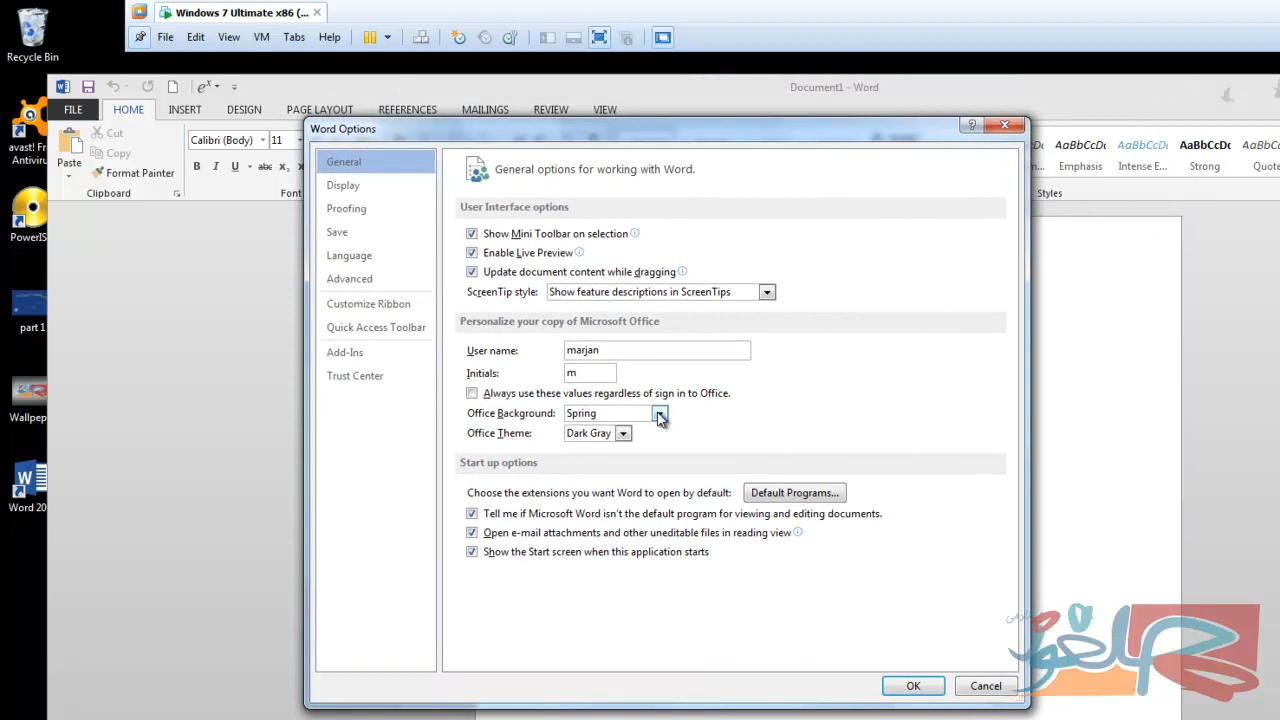 Windows 7 Ultimate x86 (...
Recycle Bin
File Edit View VM Tabs Help
Document1 - Word
FILE HOME INSERT DESIGN PAGE LAYOUT REFERENCES MAILINGS REVIEW VIEW
avast! Fr...
Antivirus
Paste
Cut
Copy
Format Painter
Clipboard
Calibri (Body) 11
B I U abc X₂
Font
AaBbCcDc AaBbCcDc AaBbCcDc
Emphasis Intense E... Strong Quote
Styles
PowerIS
part 1
Wallpep
Word 20
Word Options
General
Display
Proofing
Save
Language
Advanced
Customize Ribbon
Quick Access Toolbar
Add-Ins
Trust Center
General options for working with Word.
User Interface options
Show Mini Toolbar on selection
Enable Live Preview
Update document content while dragging
ScreenTip style: Show feature descriptions in ScreenTips
Personalize your copy of Microsoft Office
User name: marjan
Initials: m
Always use these values regardless of sign in to Office.
Office Background: Spring
Office Theme: Dark Gray
Start up options
Choose the extensions you want Word to open by default: Default Programs...
Tell me if Microsoft Word isn't the default program for viewing and editing documents.
Open e-mail attachments and other uneditable files in reading view
Show the Start screen when this application starts
OK Cancel